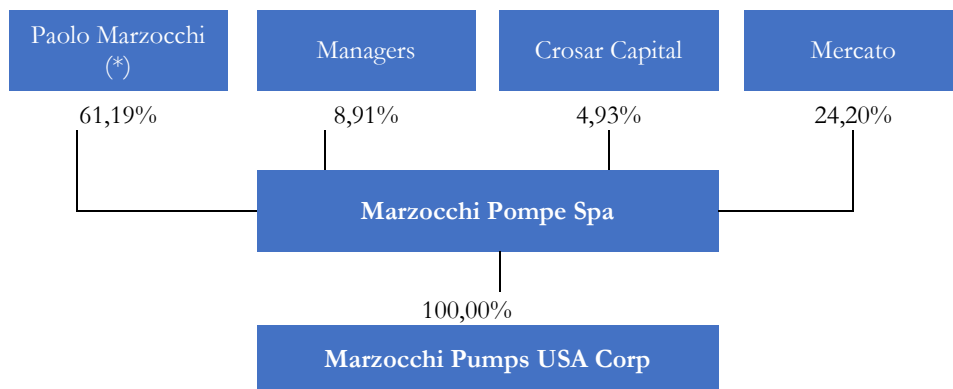 Paolo Marzocchi
(*)
Managers
Crosar Capital
Mercato
61,19%
8,91%
4,93%
24,20%
Marzocchi Pompe Spa
100,00%
Marzocchi Pumps USA Corp